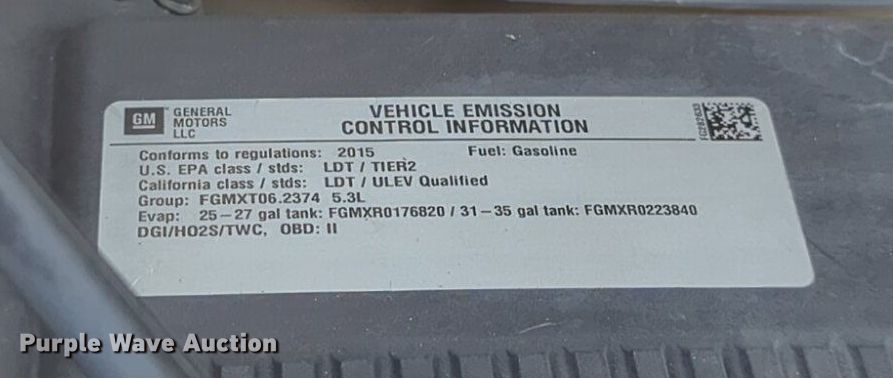 GM
GENERAL
MOTORS
LLC
VEHICLE EMISSION
CONTROL INFORMATION
Conforms to regulations: 2015 Fuel: Gasoline
U.S. EPA class / stds: LDT / TIER2
California class / stds: LDT / ULEV Qualified
Group: FGMXT06.2374 5.3L
Evap: 25-27 gal tank: FGMXR0176820 / 31-35 gal tank: FGMXR0223840
DGI/HO2S/TWC, OBD: II
Purple Wave Auction